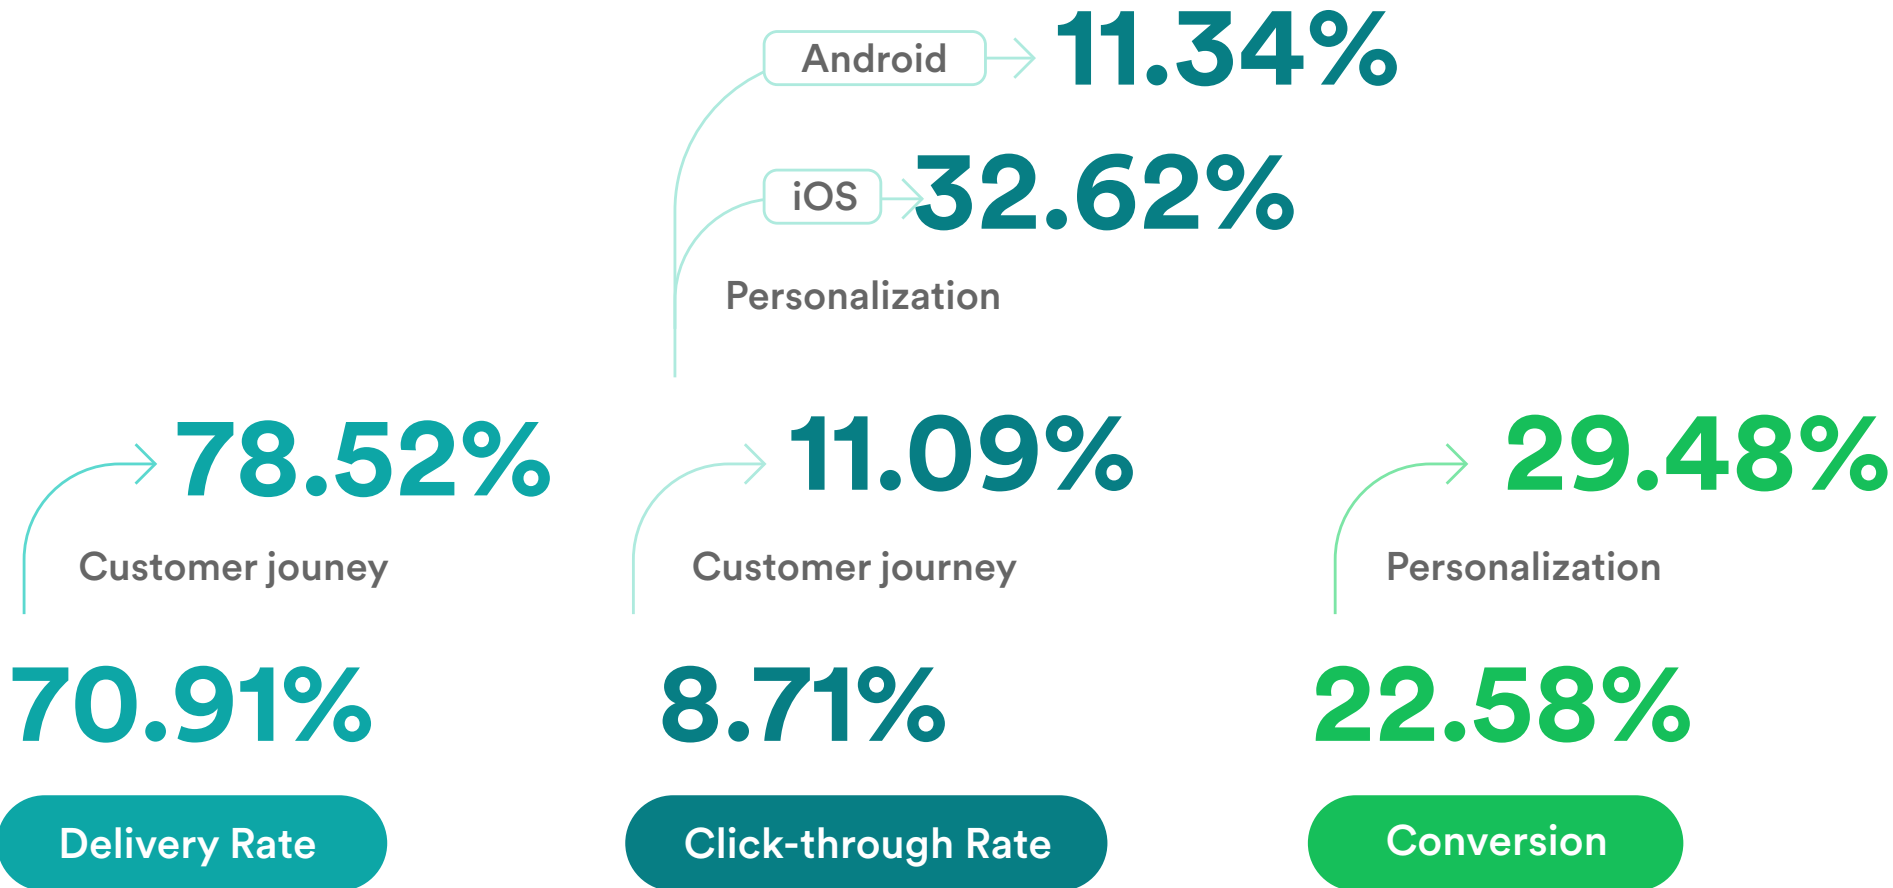 Android
11.34%
iOS
32.62%
Personalization
78.52%
11.09%
29.48%
Customer jouney
Customer journey
Personalization
70.91%
8.71%
22.58%
Delivery Rate
Click-through Rate
Conversion